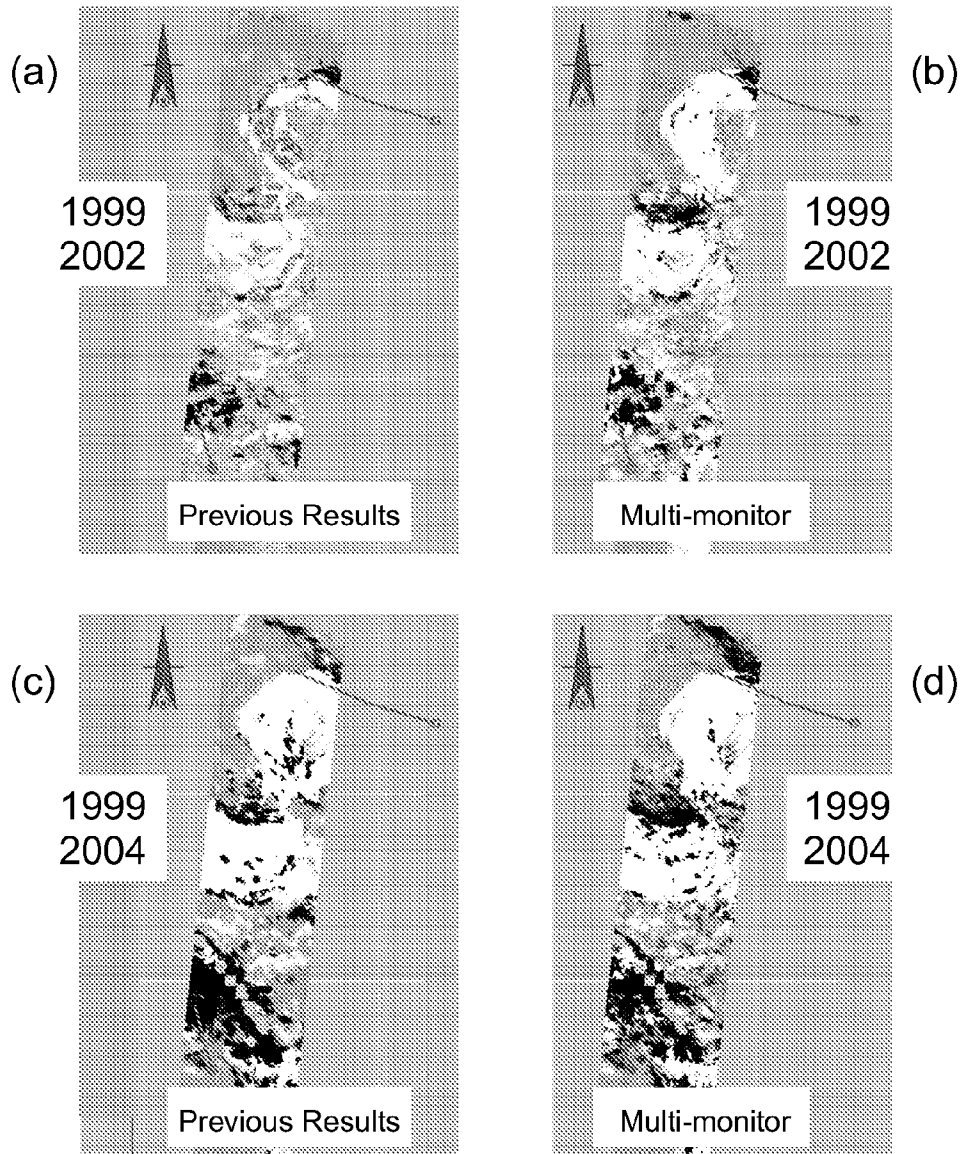 (a)
(b)
1999
2002
1999
2002
Previous Results
Multi-monitor
(c)
(d)
1999
2004
1999
2004
Previous Results
Multi-monitor